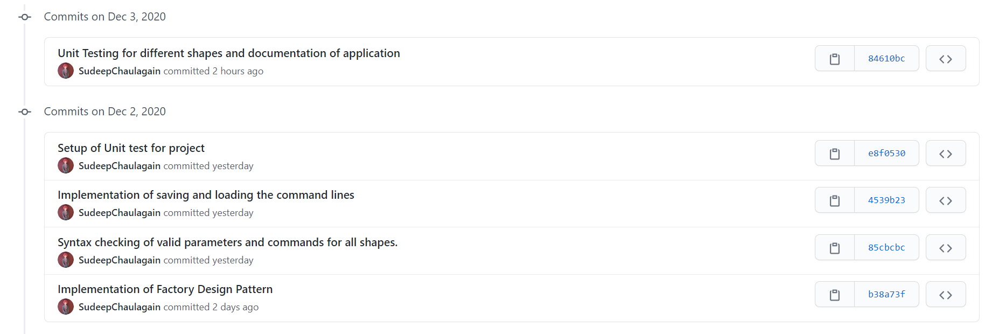 Commits on Dec 3, 2020
Unit Testing for different shapes and documentation of application
SudeepChaulagain committed 2 hours ago
84610bc
Commits on Dec 2, 2020
Setup of Unit test for project
SudeepChaulagain committed yesterday
e8f0530
Implementation of saving and loading the command lines
SudeepChaulagain committed yesterday
4539b23
Syntax checking of valid parameters and commands for all shapes.
SudeepChaulagain committed yesterday
85cbcbc
Implementation of Factory Design Pattern
SudeepChaulagain committed 2 days ago
b38a73f